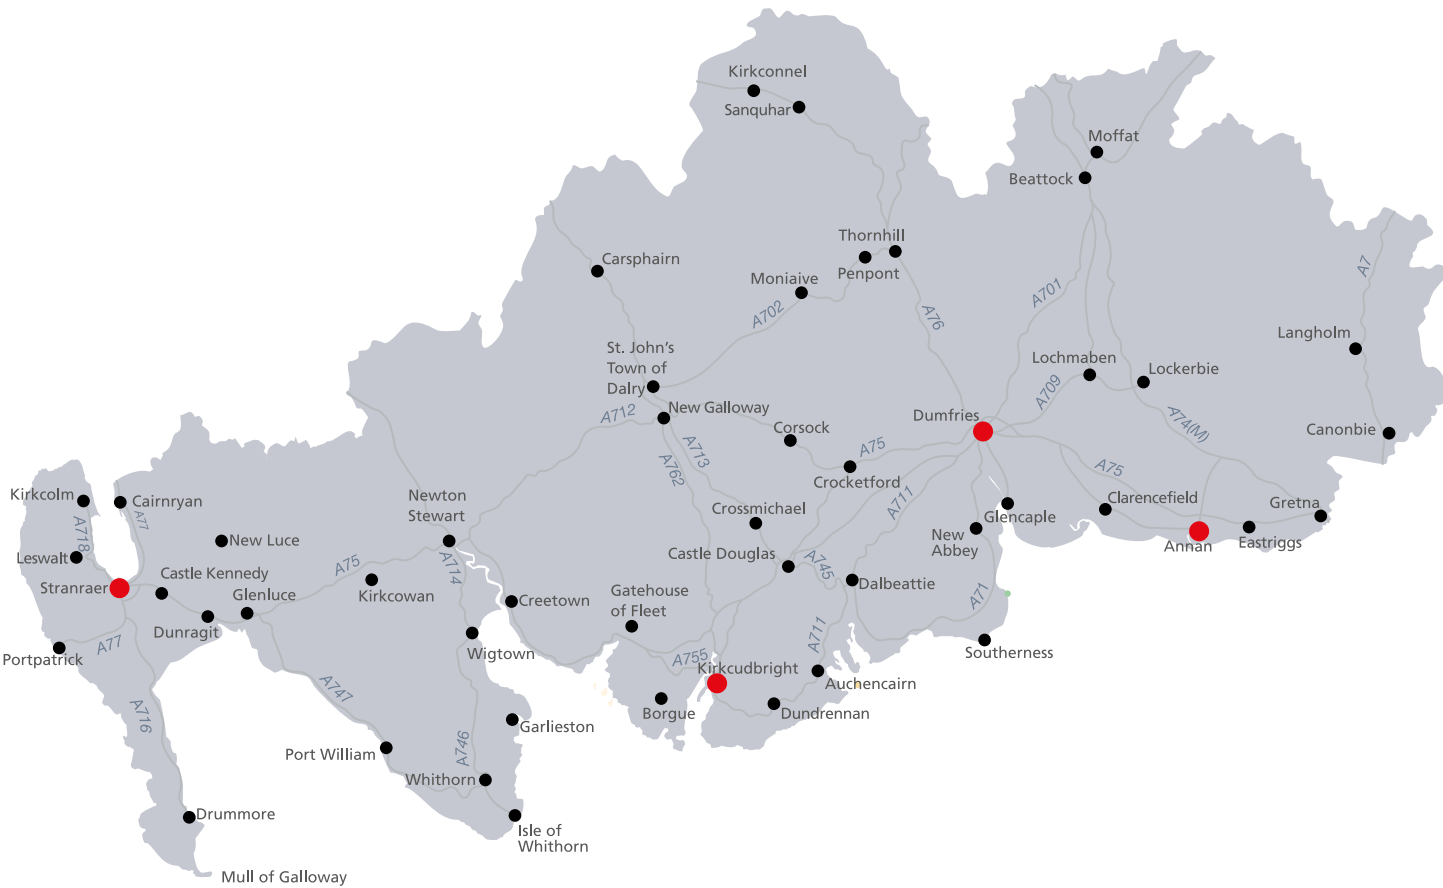 Kirkconnel
Sanquhar
Moffat
Beattock
Thornhill
Penpont
Carsphairn
Moniaive
A702
A76
A701
A7
Langholm
St. John's
Town of
Dalry
Lochmaben
Lockerbie
A709
New Galloway
A712
Corsock
Dumfries
A74(M)
Canonbie
A713
A762
A75
Crocketford
A75
Kirkcolm
Cairnryan
A77
A718
Newton
Stewart
Crossmichael
A711
Glencaple
Clarencefield
Gretna
New Luce
Leswalt
Castle Douglas
New
Abbey
Annan
Eastriggs
Stranraer
Castle Kennedy
Glenluce
A75
A714
Kirkcowan
A745
Dalbeattie
A71
Creetown
Gatehouse
of Fleet
Dunragit
A77
Portpatrick
Wigtown
A755
Kirkcudbright
A711
Southerness
Auchencairn
A747
A716
Borgue
Dundrennan
Garlieston
A746
Port William
Whithorn
Drummore
Isle of
Whithorn
Mull of Galloway